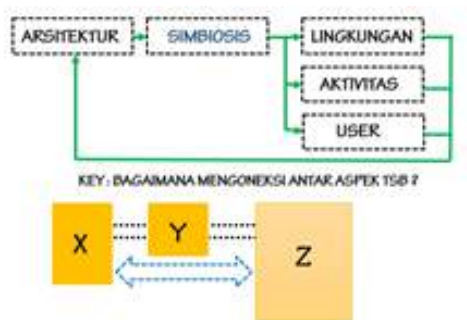 ARSITEKTUR
SIMBIOSIS
LINGKUNGAN
AKTIVITAS
USER
KEY: BAGAIMANA MENGONEKSI ANTAR ASPEK TSB ?
X
Y
Z